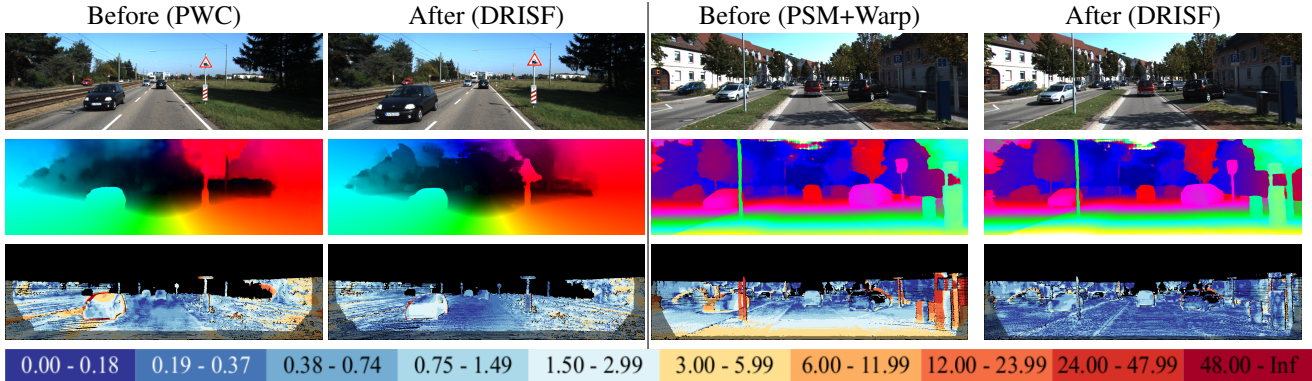 Before (PWC) After (DRISF) Before (PSM+Warp) After (DRISF)
0.00 - 0.18 0.19 - 0.37 0.38 - 0.74 0.75 - 1.49 1.50 - 2.99 3.00 - 5.99 6.00 - 11.99 12.00 - 23.99 24.00 - 47.99 48.00 - Inf